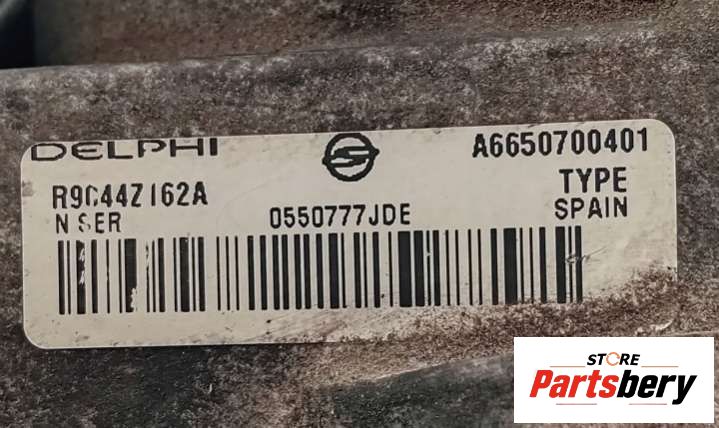 DELPHI
A6650700401
R9044Z162A
TYPE
N SER
0550777JDE
SPAIN
STORE
Partsbery